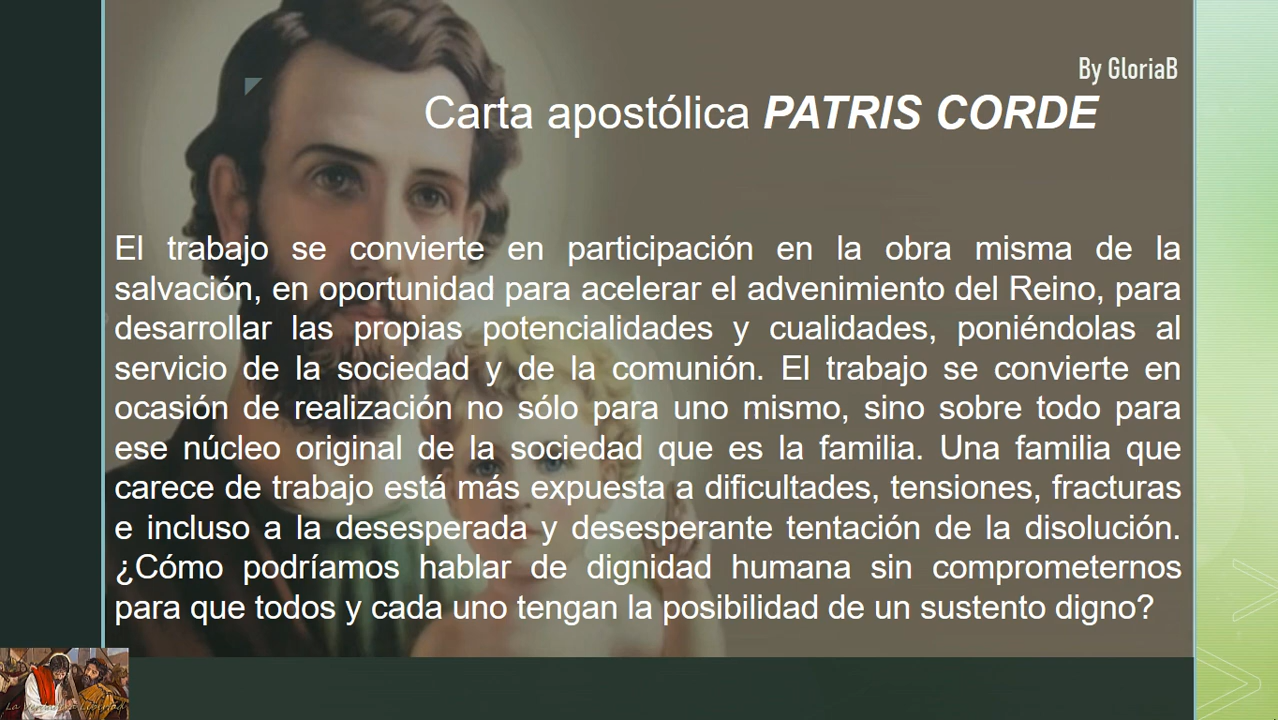 By GloriaB
Carta apostólica PATRIS CORDE
El trabajo se convierte en participación en la obra misma de la
salvación, en oportunidad para acelerar el advenimiento del Reino, para
desarrollar las propias potencialidades y cualidades, poniéndolas al
servicio de la sociedad y de la comunión. El trabajo se convierte en
ocasión de realización no sólo para uno mismo, sino sobre todo para
ese núcleo original de la sociedad que es la familia. Una familia que
carece de trabajo está más expuesta a dificultades, tensiones, fracturas
e incluso a la desesperada y desesperante tentación de la disolución.
¿Cómo podríamos hablar de dignidad humana sin comprometernos
para que todos y cada uno tengan la posibilidad de un sustento digno?